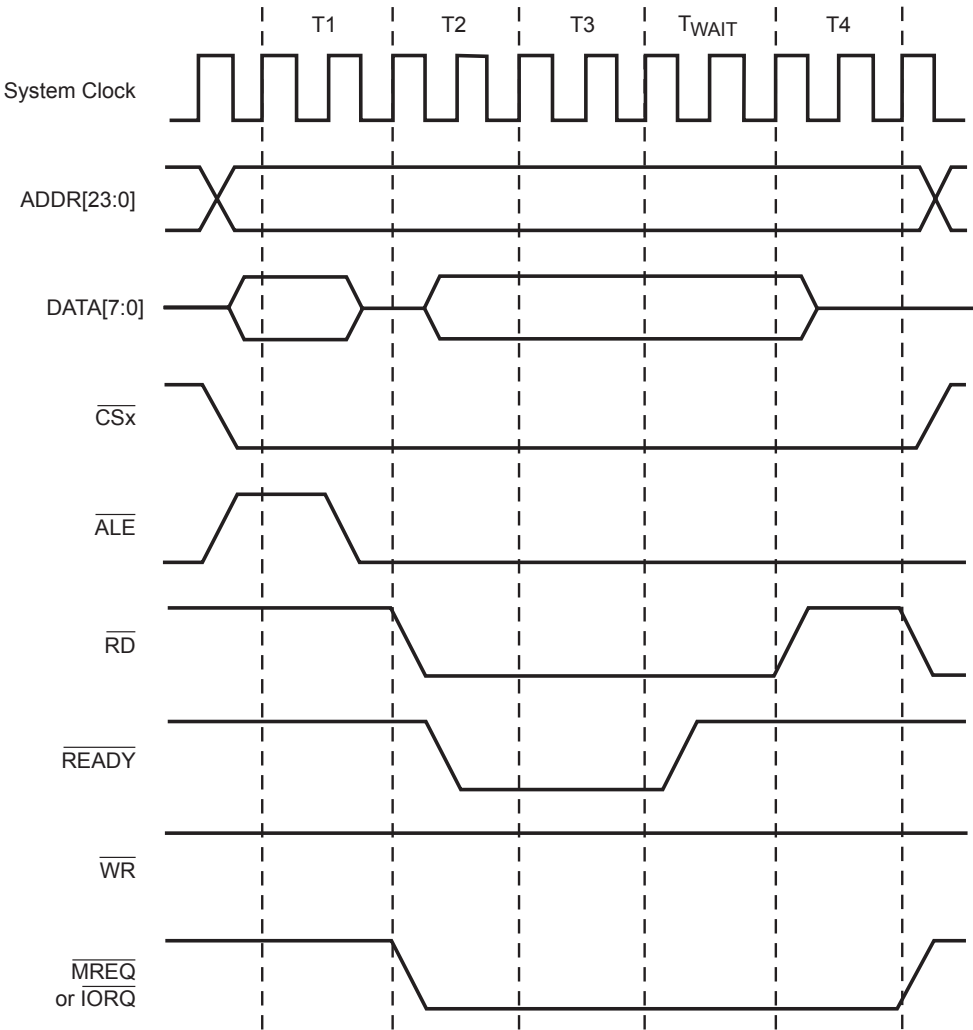 T1 T2 T3 TWAIT T4
System Clock
ADDR[23:0]
DATA[7:0]
CSx
ALE
RD
READY
WR
MREQ
or IORQ